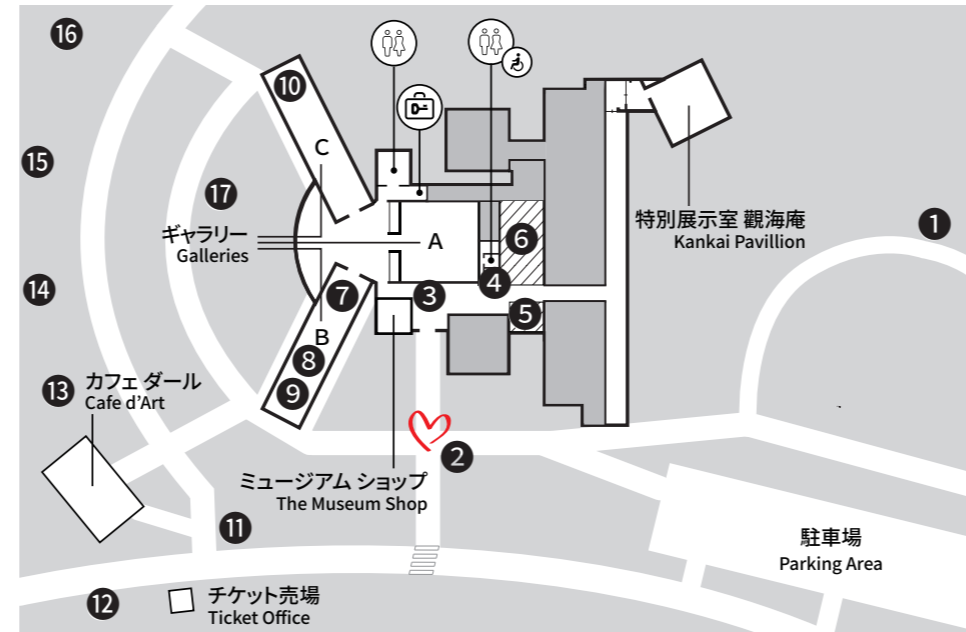 16
10
15
C
17
ギャラリー
Galleries
A
6
特別展示室 觀海庵
Kankai Pavillion
1
14
7
3
4
5
B
8
9
13
カフェ ダール
Cafe d'Art
2
ミュージアム ショップ
The Museum Shop
11
駐車場
Parking Area
12
チケット売場
Ticket Office